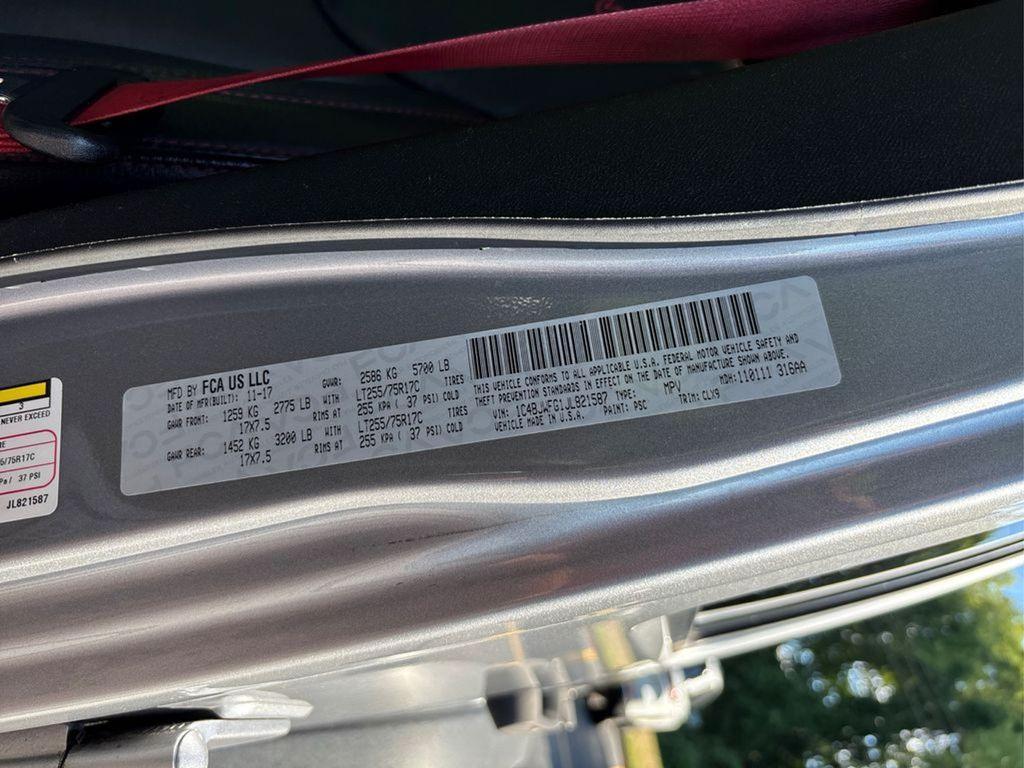 MFD BY FCA US LLC
DATE OF MFR(BUILT): 11-17 GVWR: 2586 KG 5700 LB
GAWR FRONT: 1259 KG 2775 LB WITH LT255/75R17C TIRES
17X7.5 RIMS AT 255 KPA ( 37 PSI) COLD
GAWR REAR: 1452 KG 3200 LB WITH LT255/75R17C TIRES
17X7.5 RIMS AT 255 KPA ( 37 PSI) COLD
THIS VEHICLE CONFORMS TO ALL APPLICABLE U.S.A. FEDERAL MOTOR VEHICLE SAFETY AND
THEFT PREVENTION STANDARDS IN EFFECT ON THE DATE OF MANUFACTURE SHOWN ABOVE.
VIN: 1C4BJWFG1JL821587 TYPE: MPV MDH:110111 316AA
VEHICLE MADE IN U.S.A. PAINT: PSC TRIM: CLX9
3
NEVER EXCEED
75R17C
37 PSI
JL821587